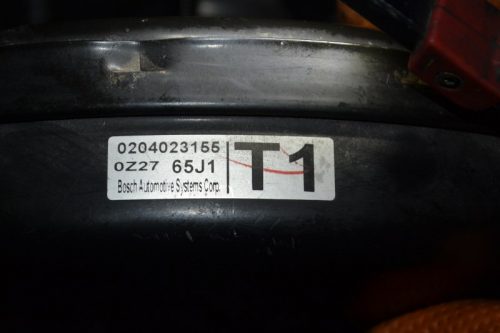 0204023155
0Z27 65J1
Bosch Automotive Systems Corp.
T1